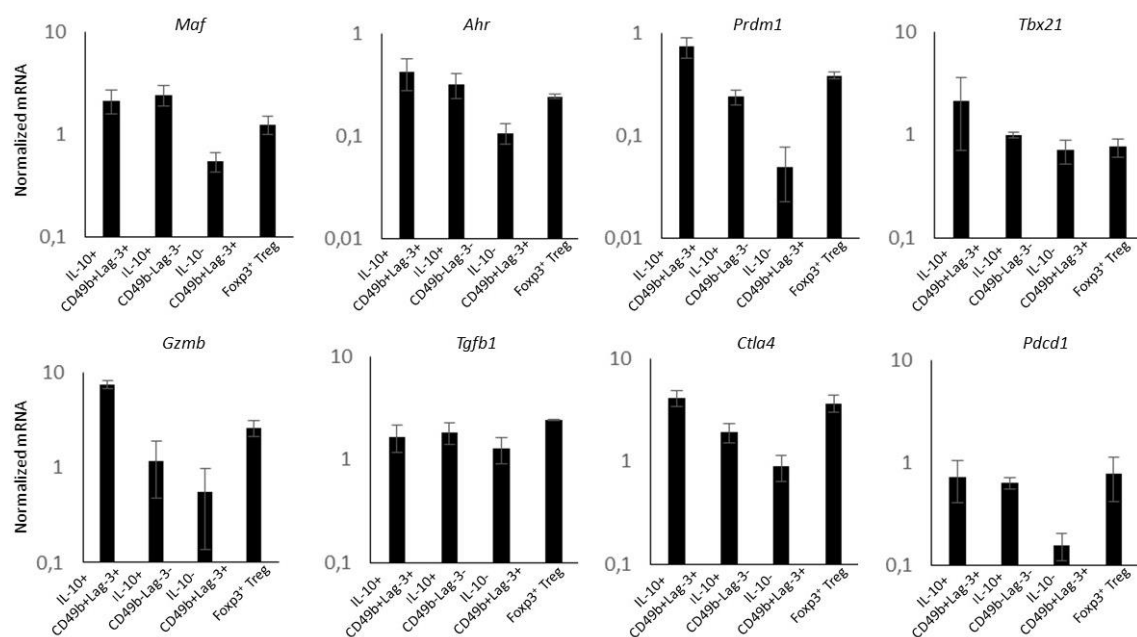 Maf
Ahr
Prdm1
Tbx21
Normalized mRNA
10
1
0,1
1
0,1
0,01
1
0,1
0,01
10
1
0,1
IL-10+
CD49b+Lag-3+
IL-10+
CD49b-Lag-3-
IL-10-
CD49b+Lag-3+
Foxp3⁺ Treg
IL-10+
CD49b+Lag-3+
IL-10+
CD49b-Lag-3-
IL-10-
CD49b+Lag-3+
Foxp3⁺ Treg
IL-10+
CD49b+Lag-3+
IL-10+
CD49b-Lag-3-
IL-10-
CD49b+Lag-3+
Foxp3⁺ Treg
IL-10+
CD49b+Lag-3+
IL-10+
CD49b-Lag-3-
IL-10-
CD49b+Lag-3+
Foxp3⁺ Treg
Gzmb
Tgfb1
Ctla4
Pdcd1
Normalized mRNA
10
1
0,1
10
1
0,1
10
1
0,1
10
1
0,1
IL-10+
CD49b+Lag-3+
IL-10+
CD49b-Lag-3-
IL-10-
CD49b+Lag-3+
Foxp3⁺ Treg
IL-10+
CD49b+Lag-3+
IL-10+
CD49b-Lag-3-
IL-10-
CD49b+Lag-3+
Foxp3⁺ Treg
IL-10+
CD49b+Lag-3+
IL-10+
CD49b-Lag-3-
IL-10-
CD49b+Lag-3+
Foxp3⁺ Treg
IL-10+
CD49b+Lag-3+
IL-10+
CD49b-Lag-3-
IL-10-
CD49b+Lag-3+
Foxp3⁺ Treg